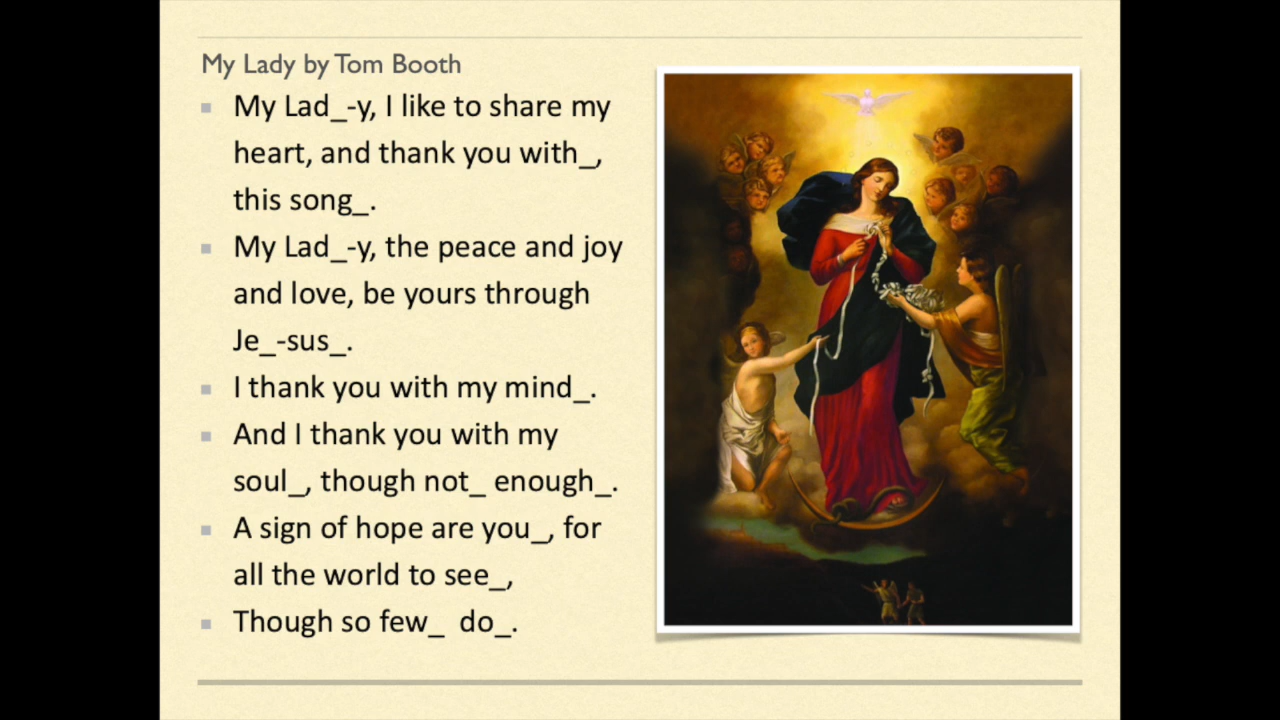 My Lady by Tom Booth
My Lad_-y, I like to share my
heart, and thank you with_,
this song_.
My Lad_-y, the peace and joy
and love, be yours through
Je_-sus_.
I thank you with my mind_.
And I thank you with my
soul_, though not_ enough_.
A sign of hope are you_, for
all the world to see_,
Though so few_  do_.